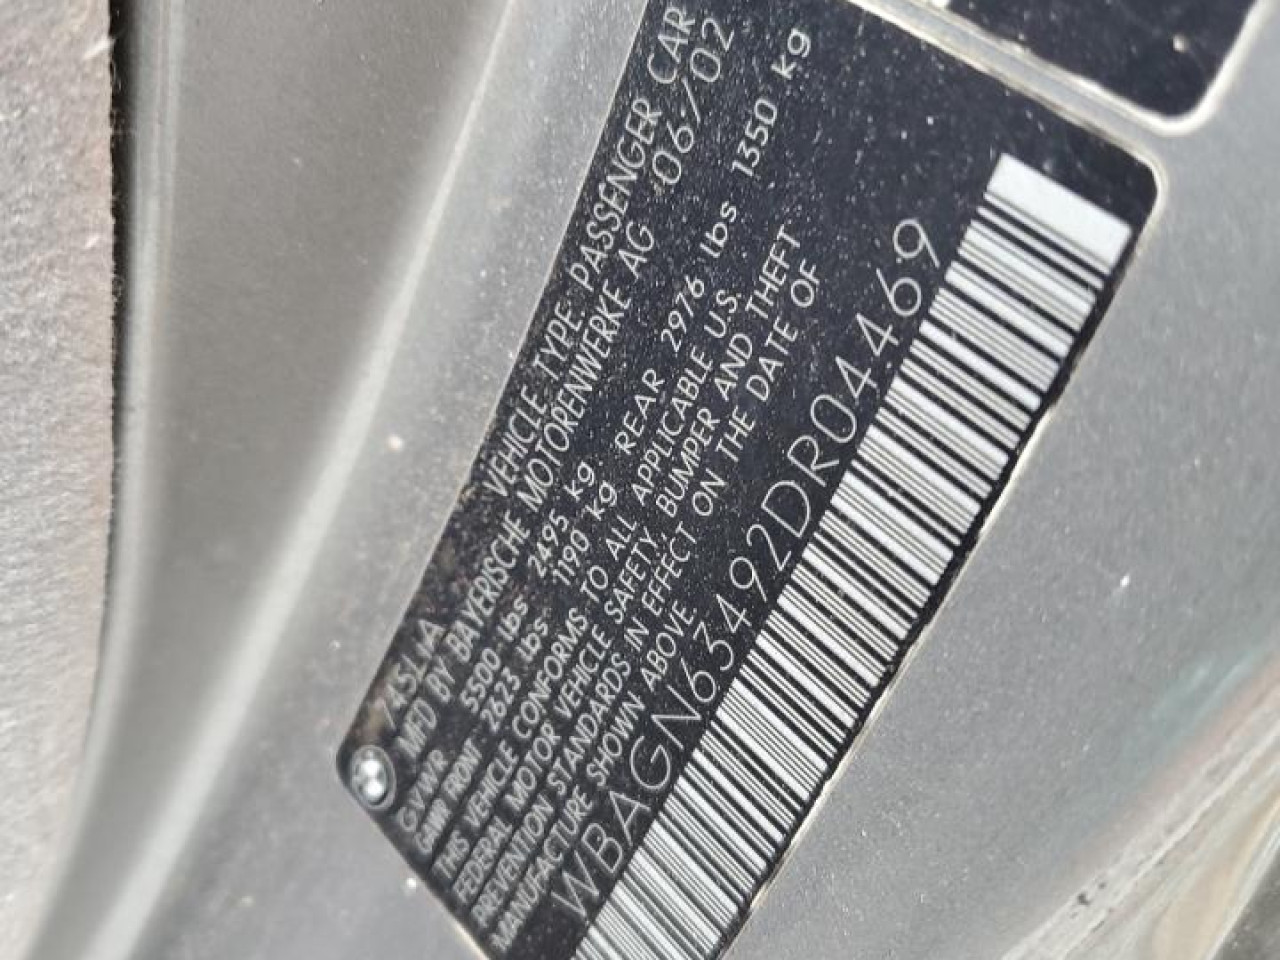 745LiA VEHICLE TYPE: PASSENGER CAR
MFD BY BAYERISCHE MOTORENWERKE AG 06/02
GVWR 5500 lbs 2495 kg
GAWR FRONT 2623 lbs 1190 kg REAR 2976 lbs 1350 kg
THIS VEHICLE CONFORMS TO ALL APPLICABLE U.S.
FEDERAL MOTOR VEHICLE SAFETY, BUMPER AND THEFT
PREVENTION STANDARDS IN EFFECT ON THE DATE OF
MANUFACTURE SHOWN ABOVE
WBAGN63492DR04469